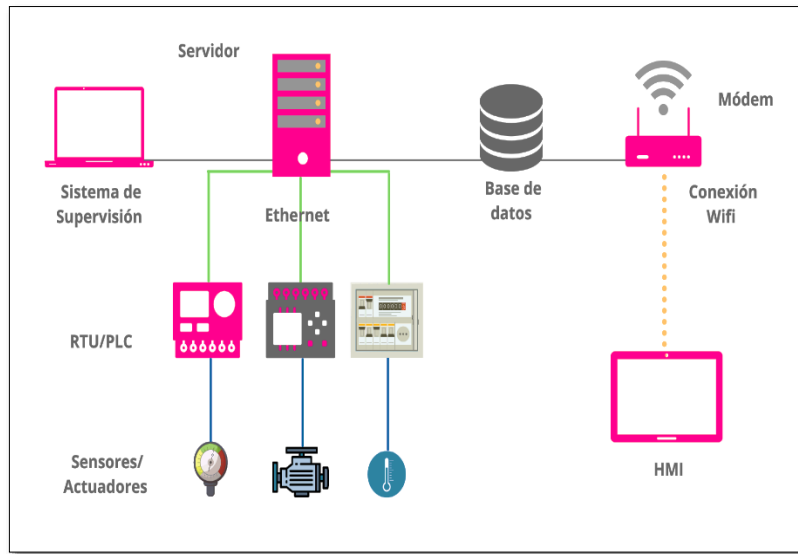 Servidor
Módem
Sistema de
Supervisión
Ethernet
Base de
datos
Conexión
Wifi
RTU/PLC
Sensores/
Actuadores
HMI